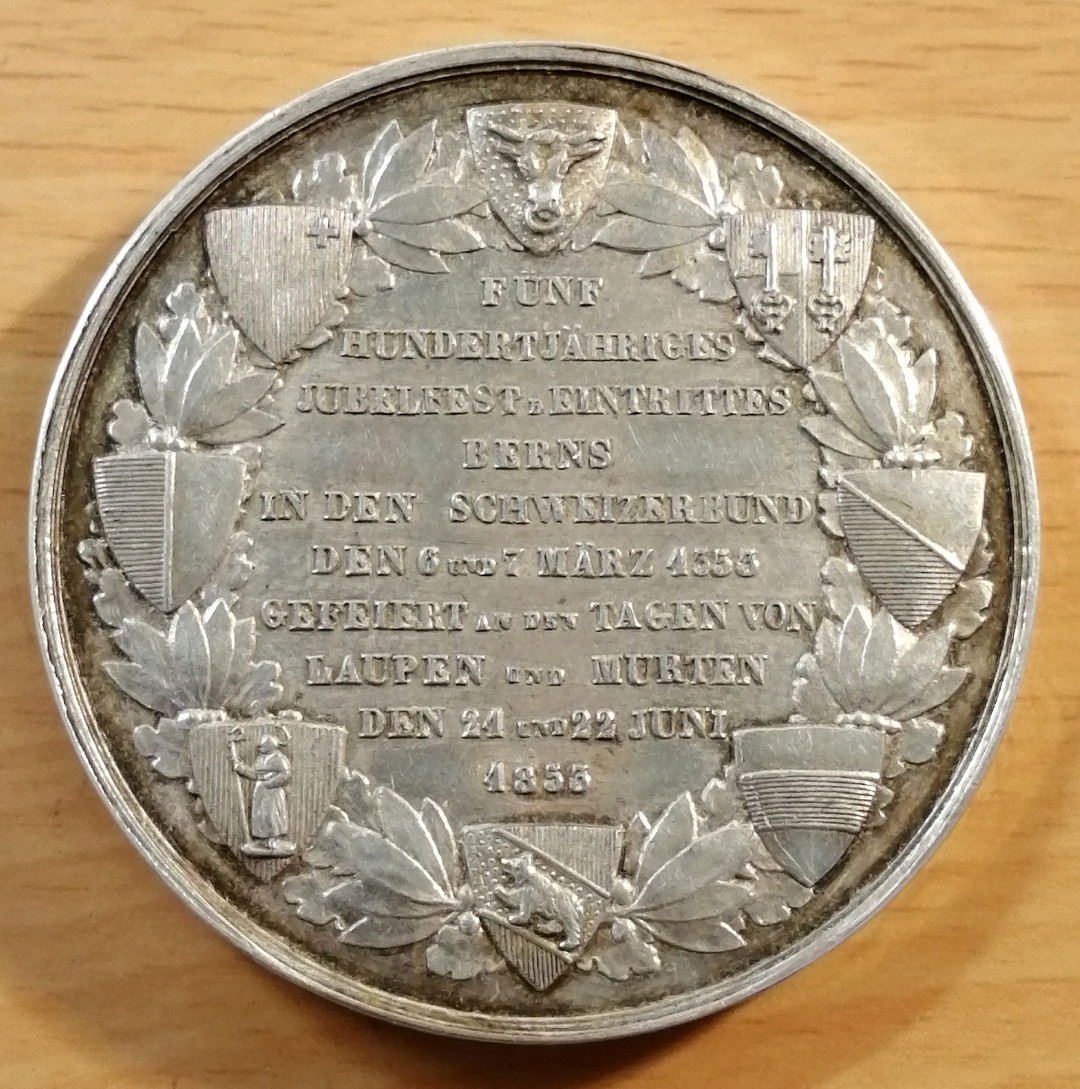 FÜNF
HUNDERTJÄHRIGES
JUBELFEST D. EINTRITTES
BERNS
IN DEN SCHWEIZERBUND
DEN 6 UND 7 MÄRZ 1353
GEFEIERT AN DEN TAGEN VON
LAUPEN UND MURTEN
DEN 21 UND 22 JUNI
1853